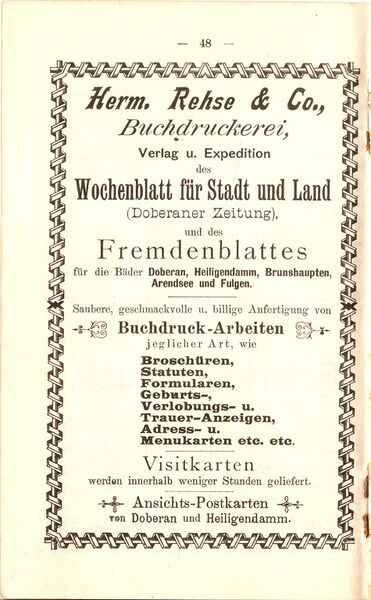 — 48 —
Herm. Rehse & Co.,
Buchdruckerei,
Verlag u. Expedition
des
Wochenblatt für Stadt und Land
(Doberaner Zeitung),
und des
Fremdenblattes
für die Bäder Doberan, Heiligendamm, Brunshaupten,
Arendsee und Fulgen.
Saubere, geschmackvolle u. billige Anfertigung von
Buchdruck-Arbeiten
jeglicher Art, wie
Broschüren,
Statuten,
Formularen,
Geburts-,
Verlobungs- u.
Trauer-Anzeigen,
Adress- u.
Menukarten etc. etc.
Visitkarten
werden innerhalb weniger Stunden geliefert.
Ansichts-Postkarten
von Doberan und Heiligendamm.